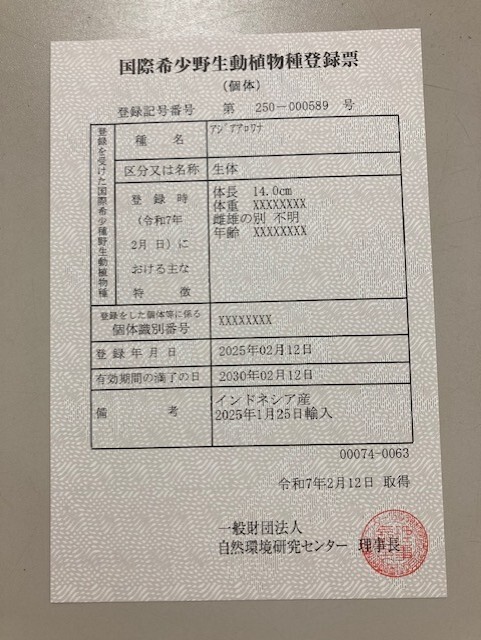 国際希少野生動植物種登録票
（個体）
登録記号番号　第　250-000589　号
登録を受けた国際希少野生動植物種
種　名　ｱｼﾞｱｱﾛﾜﾅ
区分又は名称　生体
登　録　時
（令和7年
2月 日）に
おける主な
特　　徴
体長　14.0cm
体重　XXXXXXXX
雌雄の別　不明
年齢　XXXXXXXX
登録をした個体等に係る
個体識別番号　XXXXXXXX
登 録 年 月 日　2025年02月12日
有効期間の満了の日　2030年02月12日
備　　考
インドネシア産
2025年1月25日輸入
00074-0063
令和7年2月12日 取得
一般財団法人
自然環境研究センター　理事長